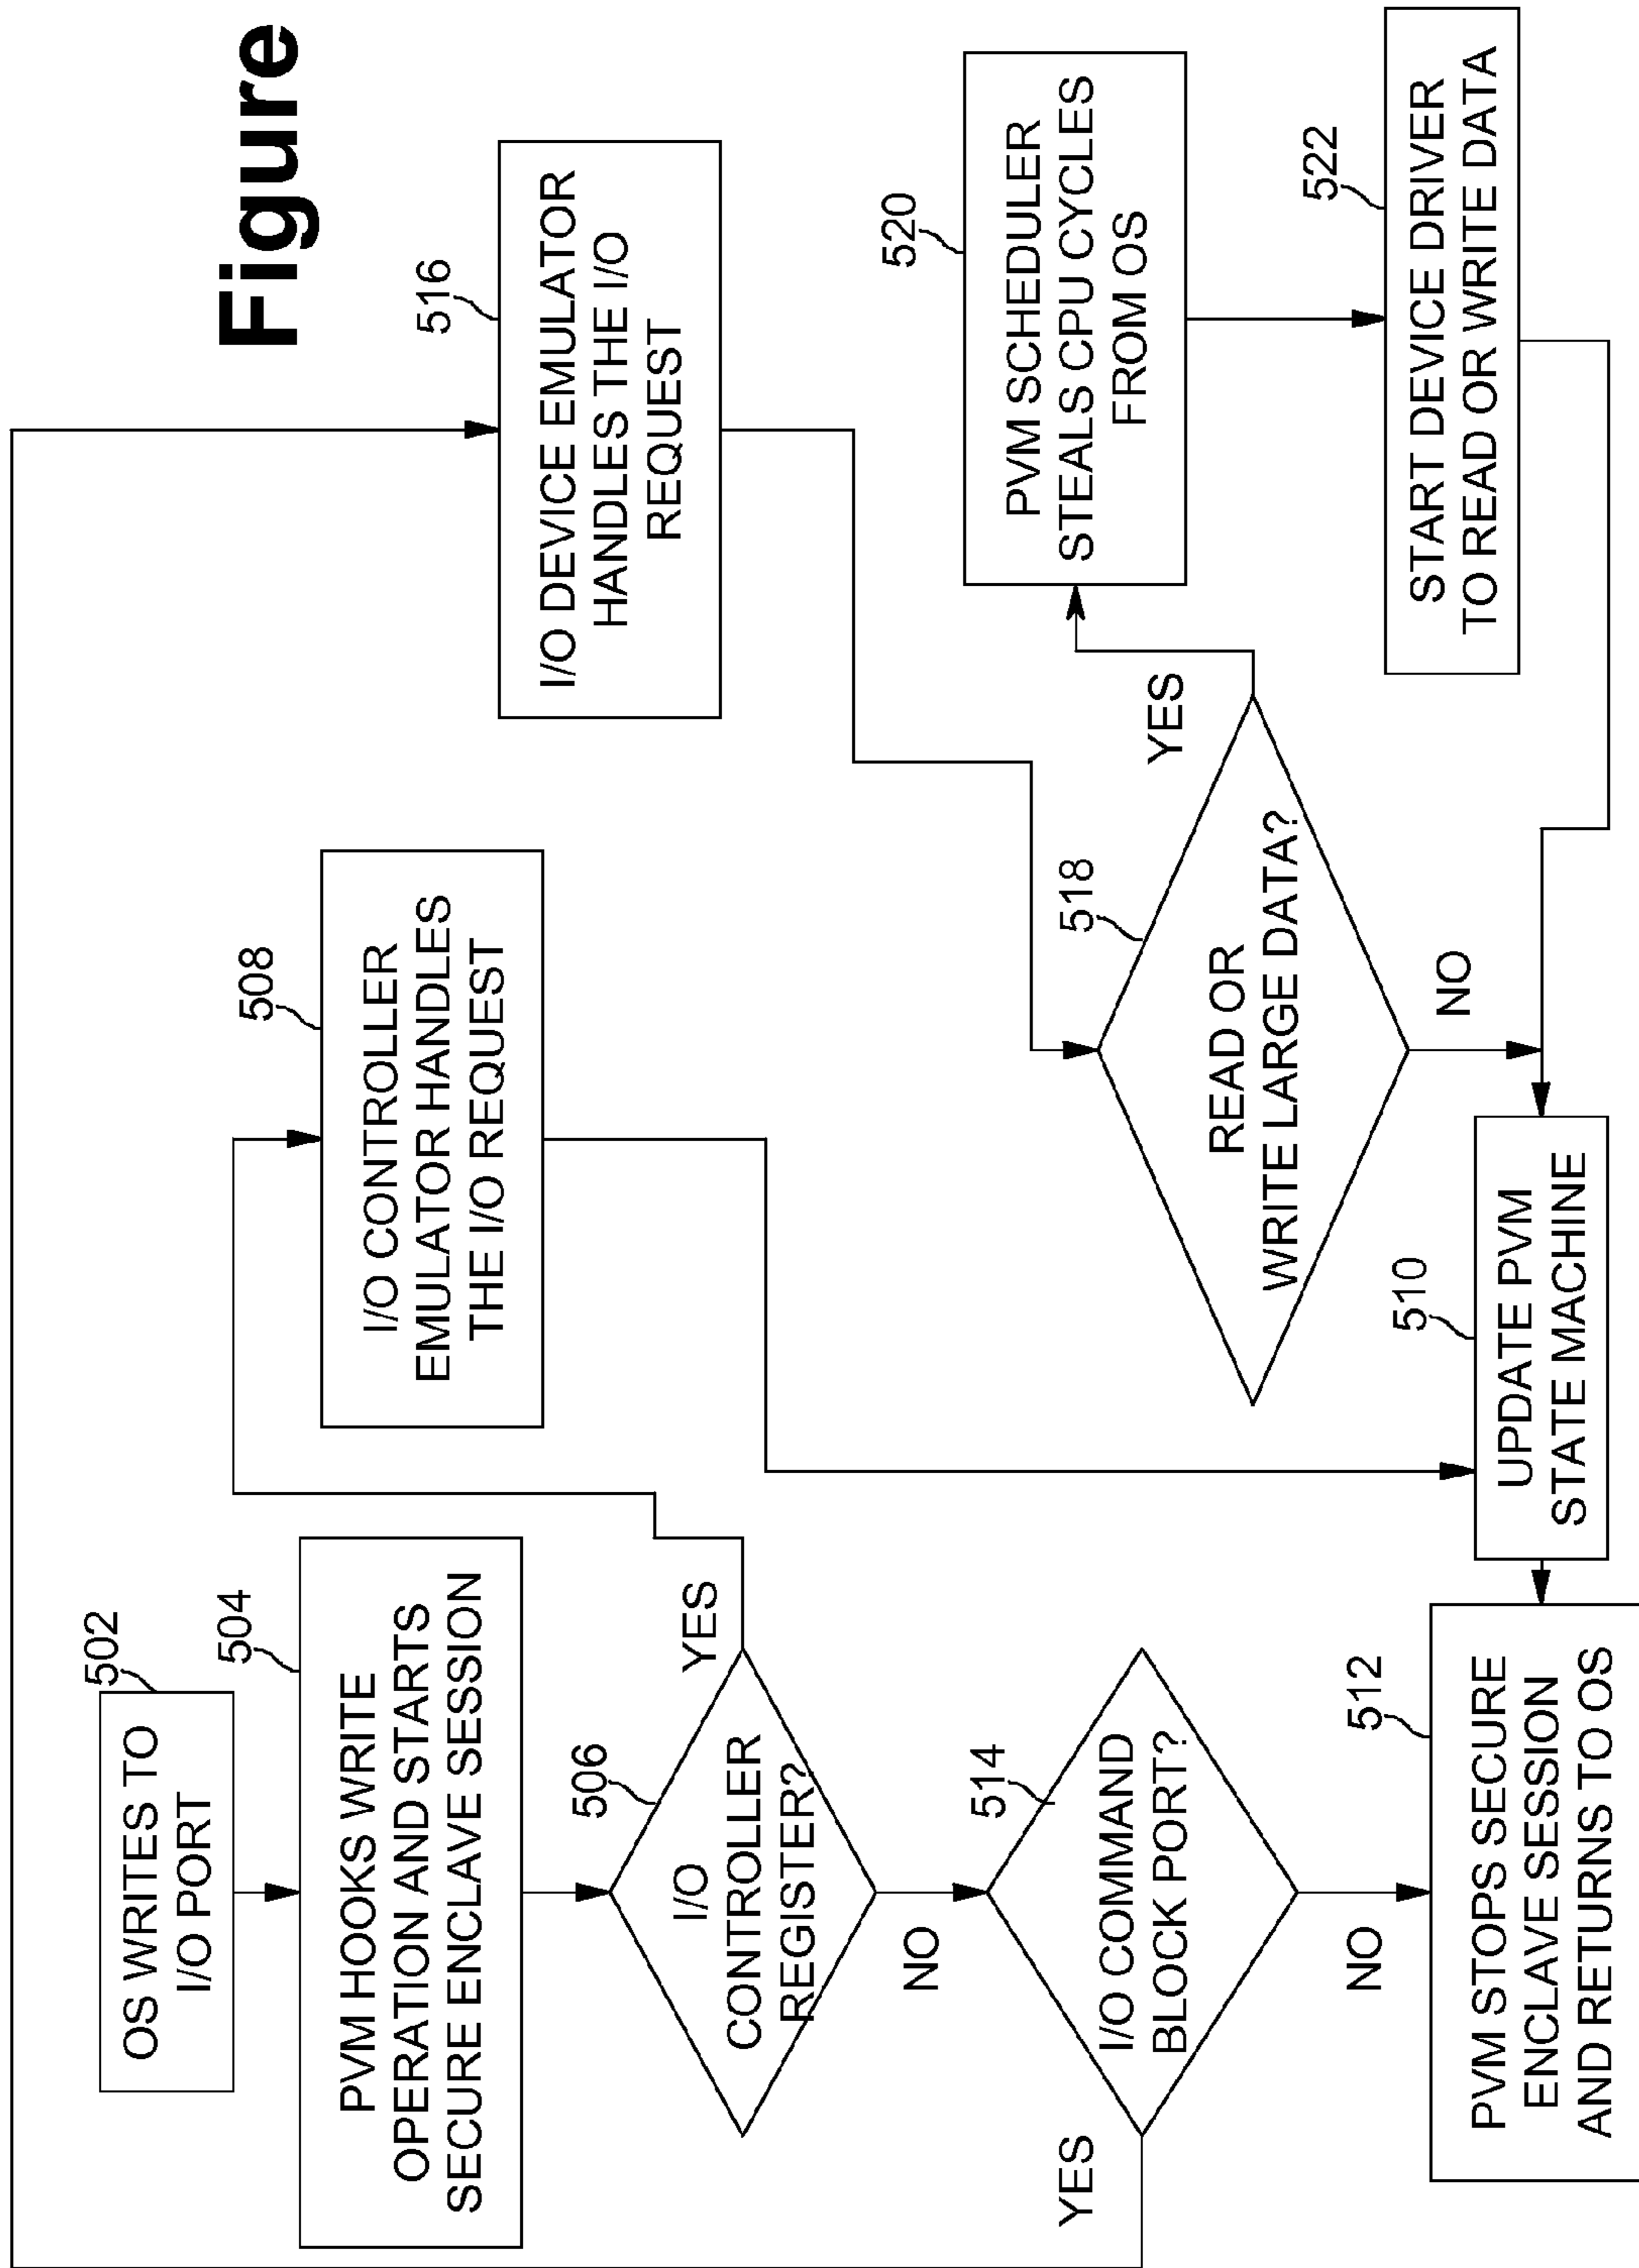 Figure
502
OS WRITES TO
I/O PORT
504
PVM HOOKS WRITE
OPERATION AND STARTS
SECURE ENCLAVE SESSION
506
I/O
CONTROLLER
REGISTER?
YES
NO
508
I/O CONTROLLER
EMULATOR HANDLES
THE I/O REQUEST
514
I/O COMMAND
BLOCK PORT?
YES
NO
516
I/O DEVICE EMULATOR
HANDLES THE I/O
REQUEST
518
READ OR
WRITE LARGE DATA?
YES
NO
520
PVM SCHEDULER
STEALS CPU CYCLES
FROM OS
522
START DEVICE DRIVER
TO READ OR WRITE DATA
510
UPDATE PVM
STATE MACHINE
512
PVM STOPS SECURE
ENCLAVE SESSION
AND RETURNS TO OS